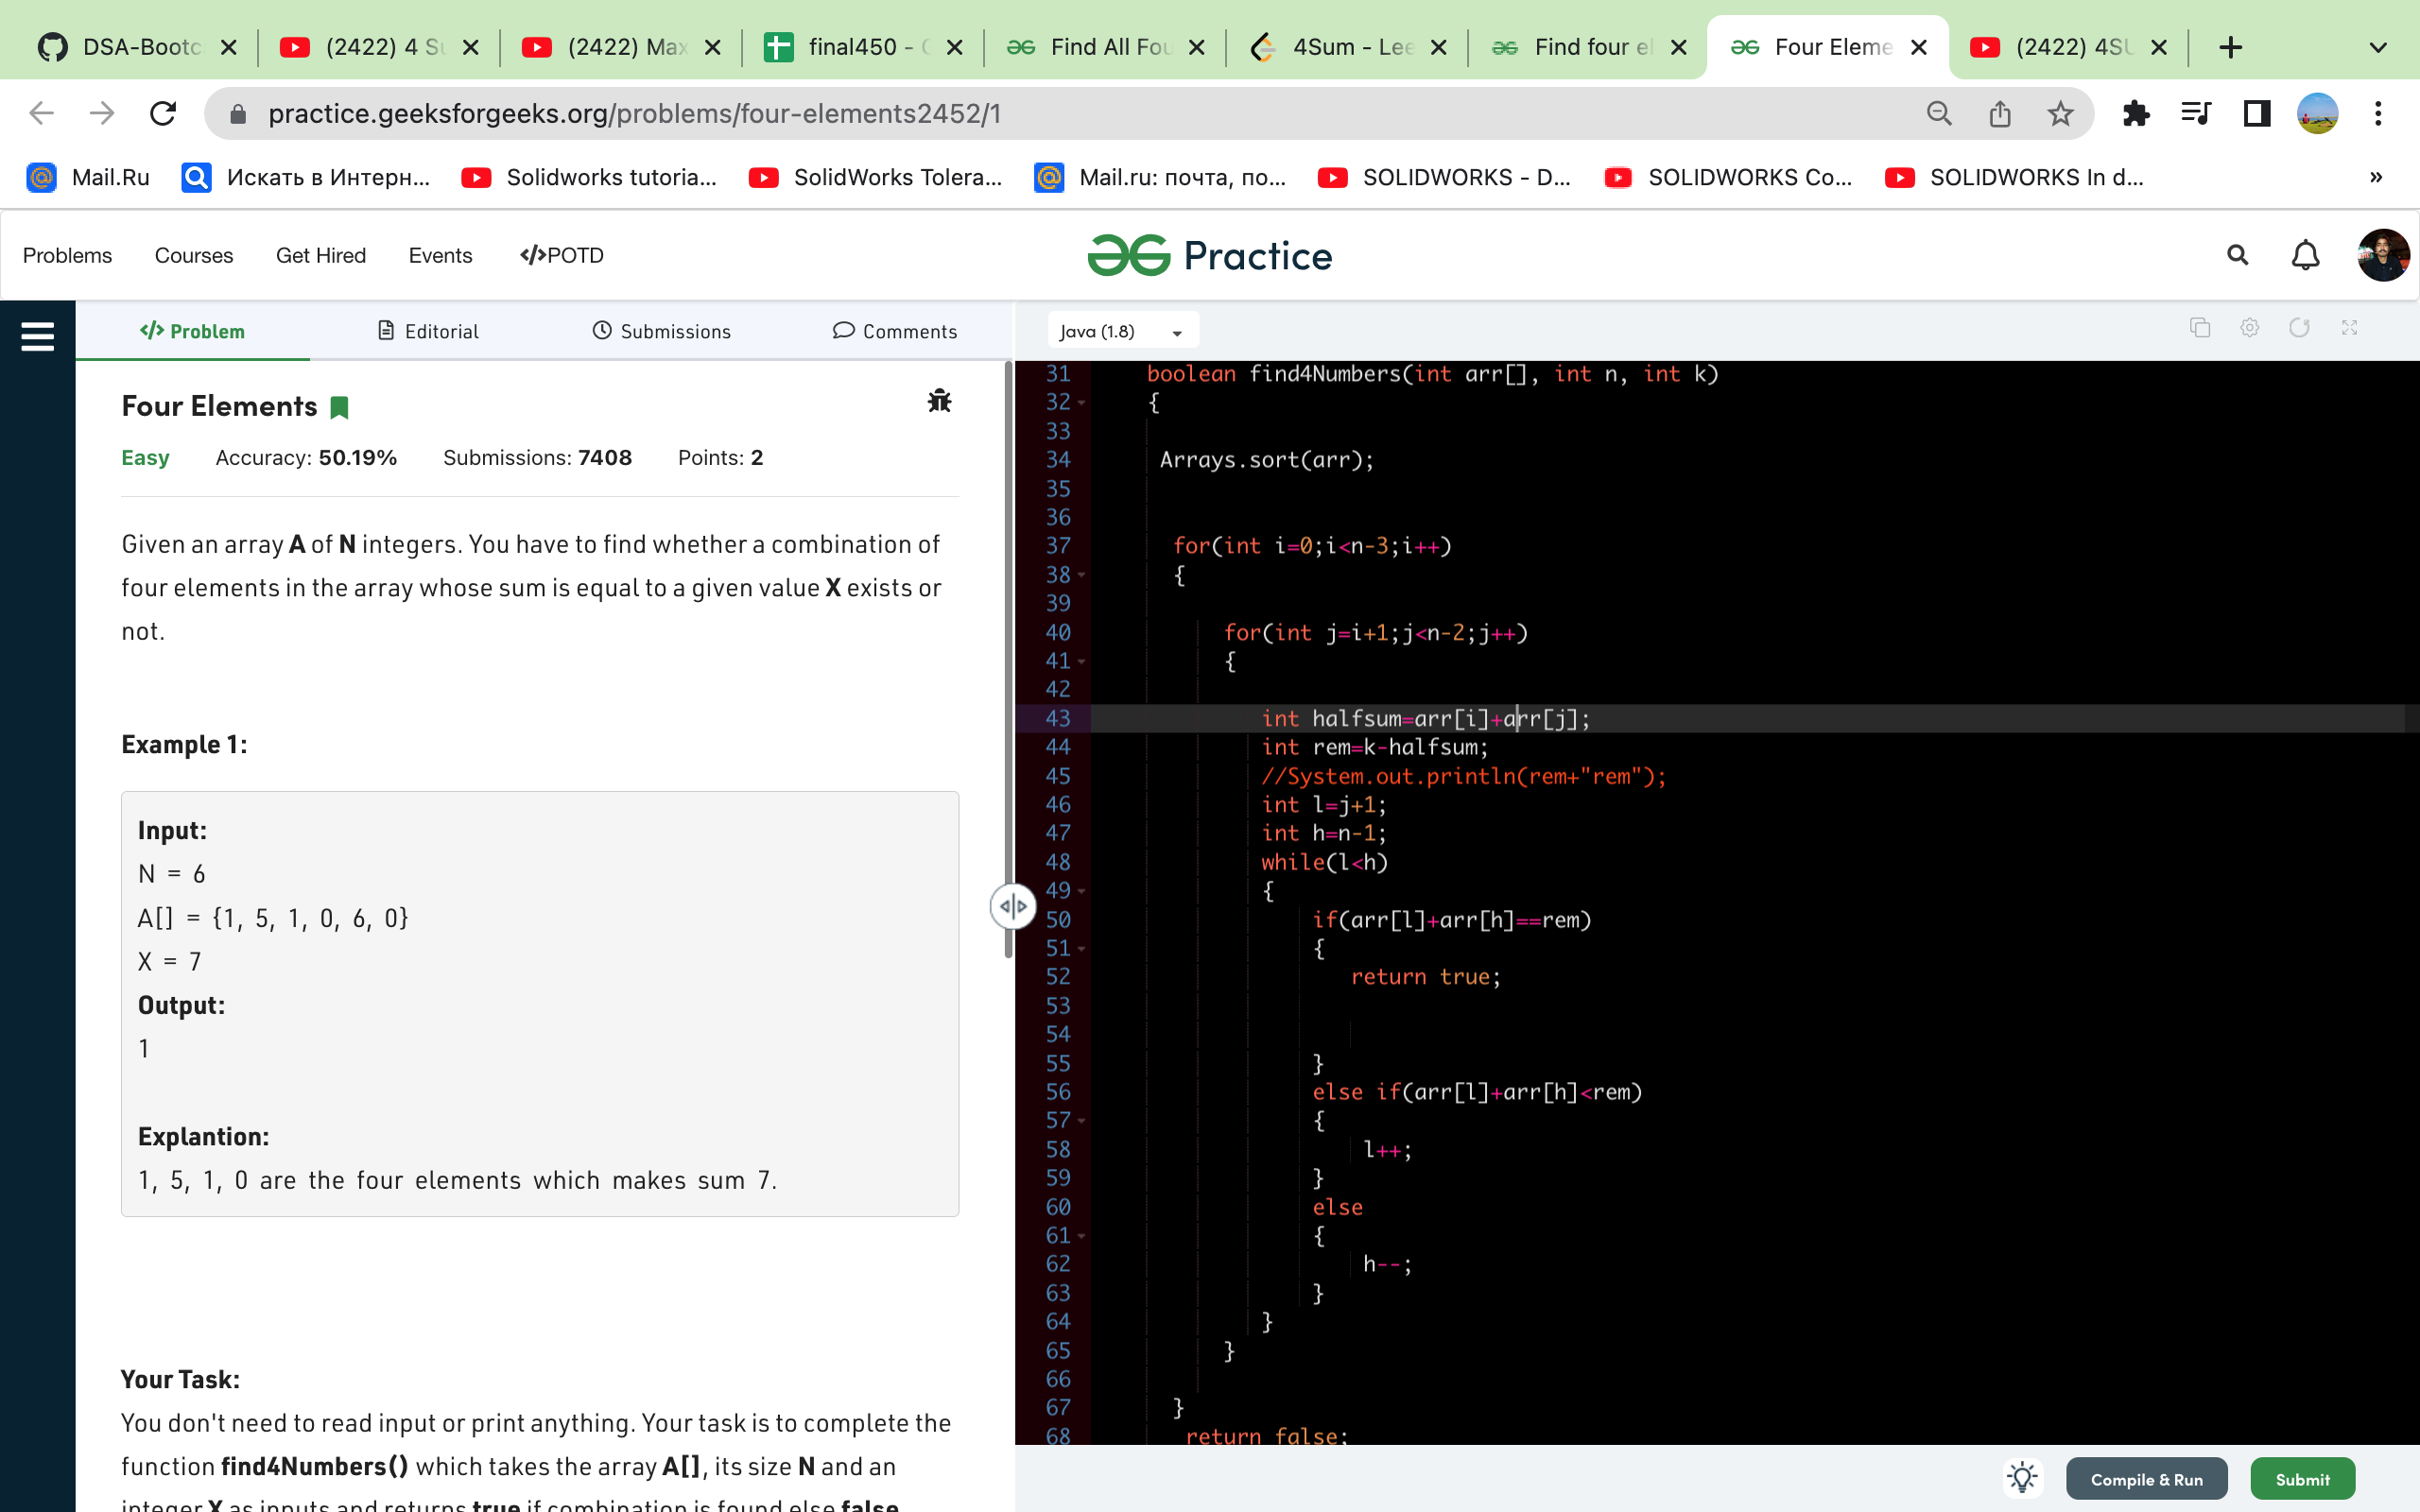 DSA-Bootc
(2422) 4 Su
(2422) Max
final450 - G
Find All Fou
4Sum - Lee
Find four el
Four Eleme
(2422) 4SU
practice.geeksforgeeks.org/problems/four-elements2452/1
Mail.Ru
Искать в Интерн...
Solidworks tutoria...
SolidWorks Tolera...
Mail.ru: почта, по...
SOLIDWORKS - D...
SOLIDWORKS Co...
SOLIDWORKS In d...
»
Problems
Courses
Get Hired
Events
</>POTD
Practice
</> Problem
Editorial
Submissions
Comments
Java (1.8)
Four Elements
Easy
Accuracy: 50.19%
Submissions: 7408
Points: 2
Given an array A of N integers. You have to find whether a combination of
four elements in the array whose sum is equal to a given value X exists or
not.
Example 1:
Input:
N = 6
A[] = {1, 5, 1, 0, 6, 0}
X = 7
Output:
1
Explantion:
1, 5, 1, 0 are the four elements which makes sum 7.
Your Task:
You don't need to read input or print anything. Your task is to complete the
function find4Numbers() which takes the array A[], its size N and an
integer X as inputs and returns true if combination is found else false.
31 boolean find4Numbers(int arr[], int n, int k)
32 {
33
34 Arrays.sort(arr);
35
36
37 for(int i=0;i<n-3;i++)
38 {
39
40 for(int j=i+1;j<n-2;j++)
41 {
42
43 int halfsum=arr[i]+arr[j];
44 int rem=k-halfsum;
45 //System.out.println(rem+"rem");
46 int l=j+1;
47 int h=n-1;
48 while(l<h)
49 {
50 if(arr[l]+arr[h]==rem)
51 {
52 return true;
53
54
55 }
56 else if(arr[l]+arr[h]<rem)
57 {
58 l++;
59 }
60 else
61 {
62 h--;
63 }
64 }
65 }
66
67 }
68 return false;
Compile & Run
Submit